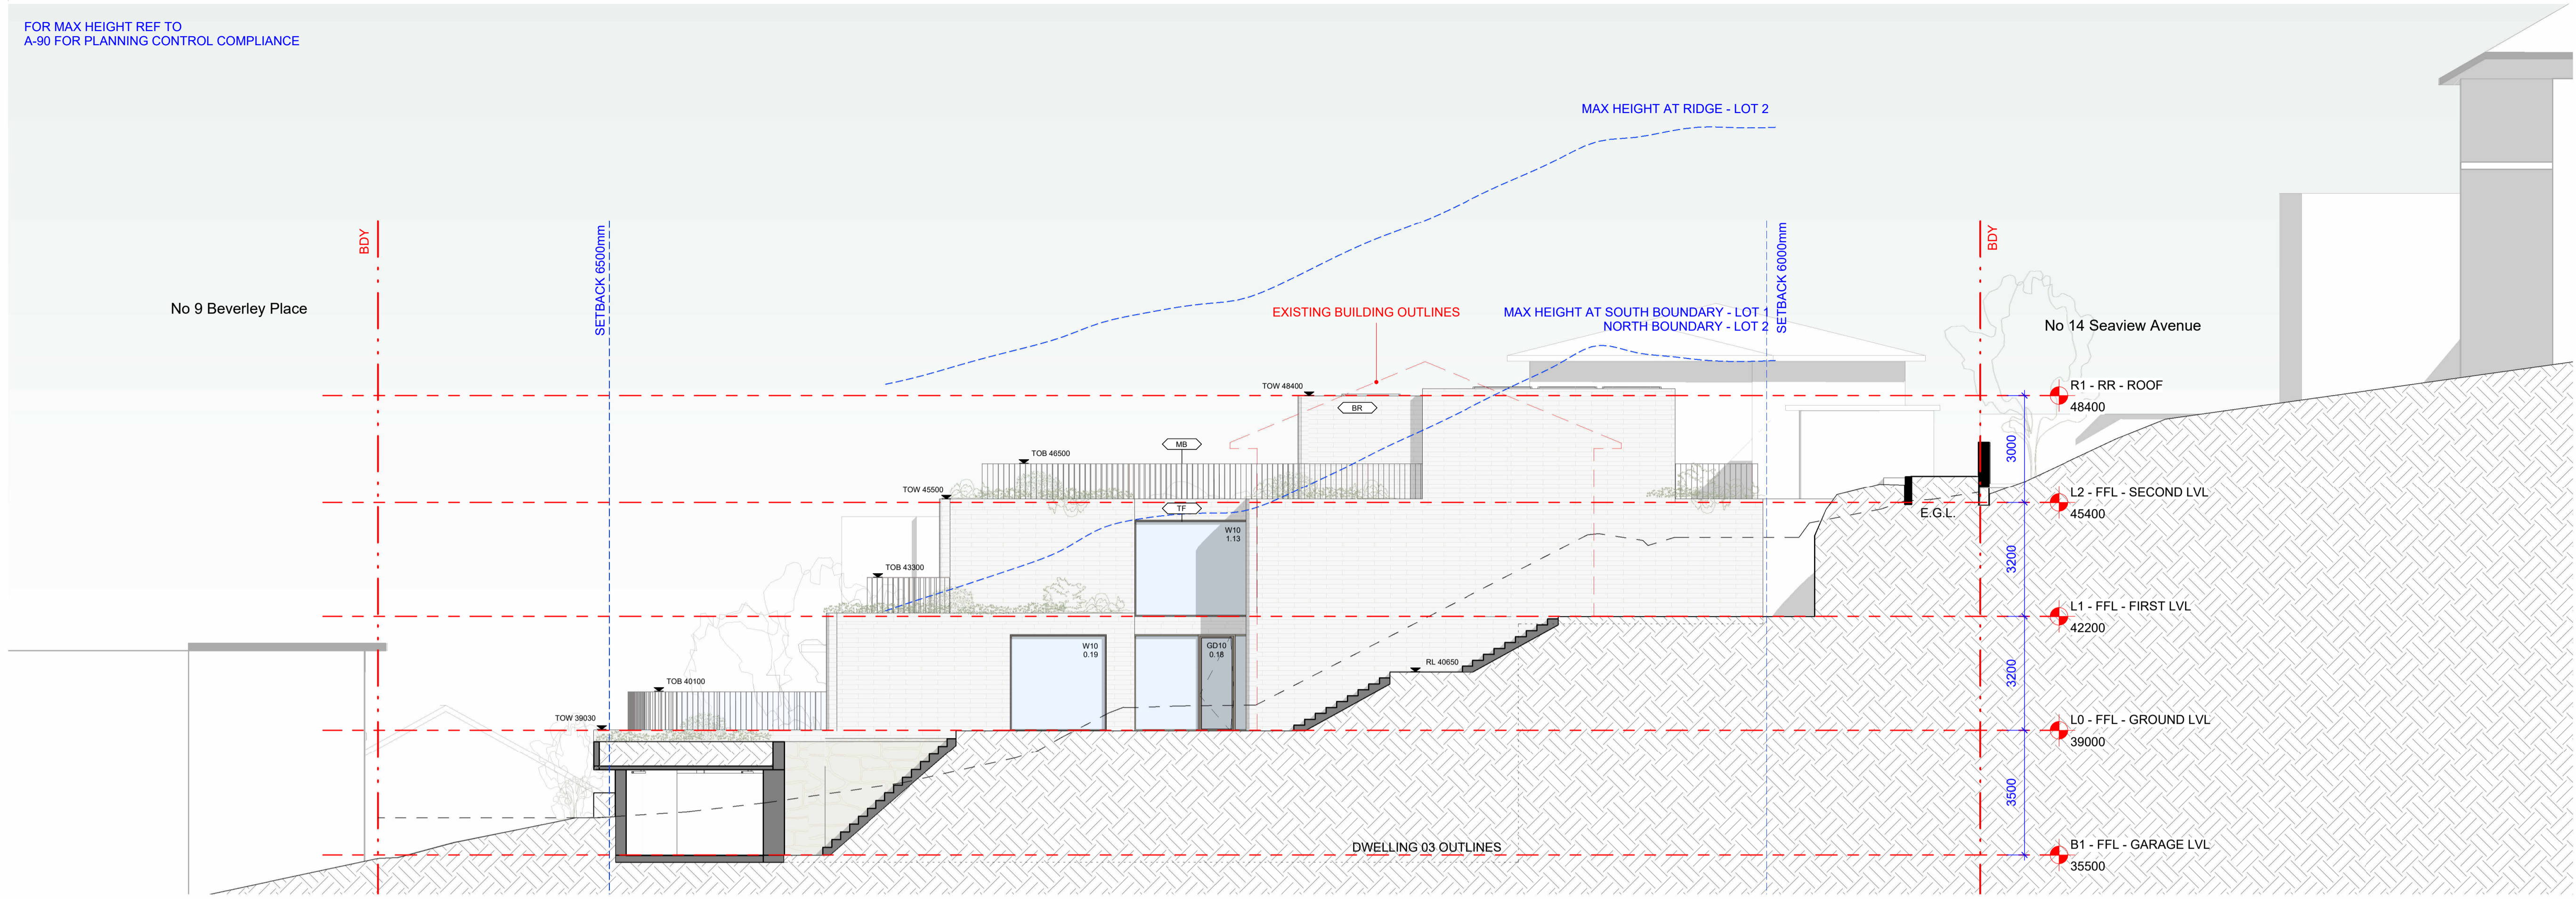 FOR MAX HEIGHT REF TO
A-90 FOR PLANNING CONTROL COMPLIANCE
MAX HEIGHT AT RIDGE - LOT 2
BDY
SETBACK 6500mm
SETBACK 6000mm
BDY
No 9 Beverley Place
EXISTING BUILDING OUTLINES
MAX HEIGHT AT SOUTH BOUNDARY - LOT 1
NORTH BOUNDARY - LOT 2
No 14 Seaview Avenue
TOW 48400
BR
R1 - RR - ROOF
48400
MB
TOB 46500
3000
TOW 45500
TF
L2 - FFL - SECOND LVL
45400
E.G.L.
W10
1.13
TOB 43300
3200
L1 - FFL - FIRST LVL
42200
W10
0.19
GD10
0.18
RL 40650
3200
TOB 40100
TOW 39030
L0 - FFL - GROUND LVL
39000
3500
DWELLING 03 OUTLINES
B1 - FFL - GARAGE LVL
35500